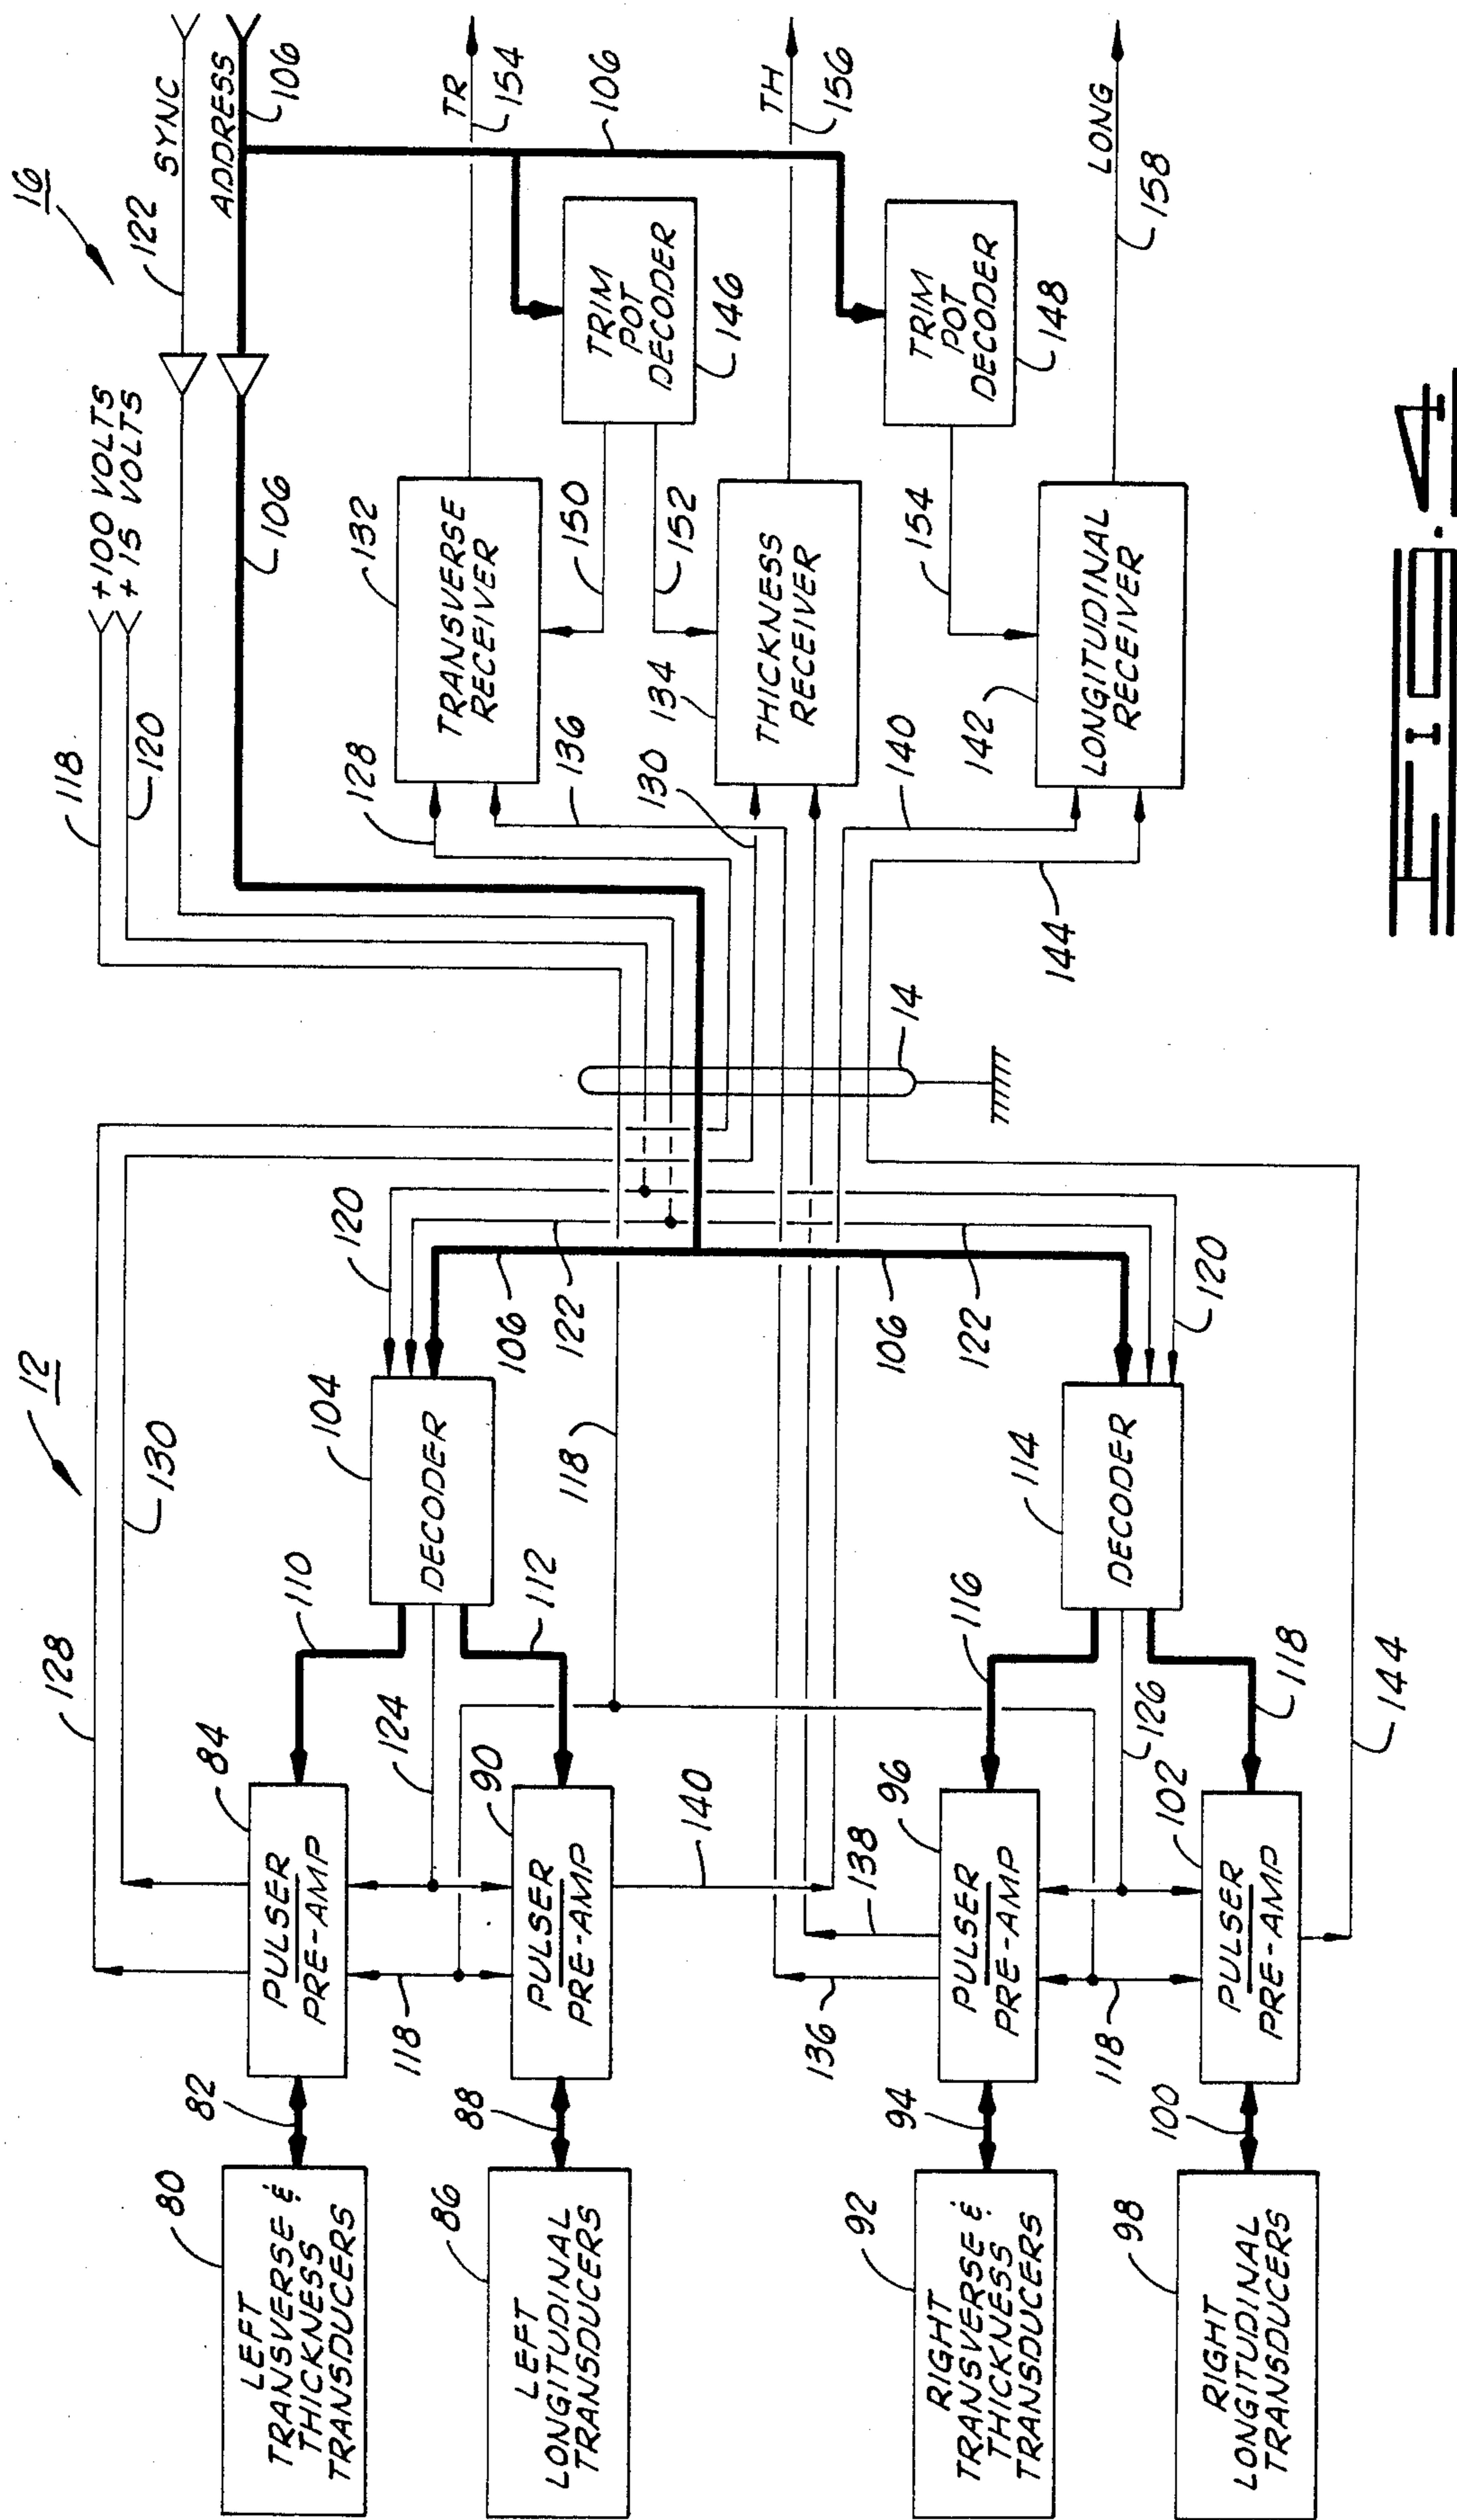 12
16
128
130
118
+100 VOLTS
120
+15 VOLTS
122
SYNC
ADDRESS
106
106
80
LEFT
TRANSVERSE &
THICKNESS
TRANSDUCERS
82
84
PULSER
PRE-AMP
110
104
DECODER
120
106
122
112
124
118
118
86
LEFT
LONGITUDINAL
TRANSDUCERS
88
90
PULSER
PRE-AMP
140
128
132
TRANSVERSE
RECEIVER
136
150
TR
154
TRIM
POT
DECODER
146
152
106
130
134
THICKNESS
RECEIVER
TH
156
14
92
RIGHT
TRANSVERSE &
THICKNESS
TRANSDUCERS
94
96
PULSER
PRE-AMP
136
138
116
114
DECODER
106
122
120
126
118
118
98
RIGHT
LONGITUDINAL
TRANSDUCERS
100
102
PULSER
PRE-AMP
144
144
140
142
LONGITUDINAL
RECEIVER
154
TRIM
POT
DECODER
148
LONG
158
FIG. 4